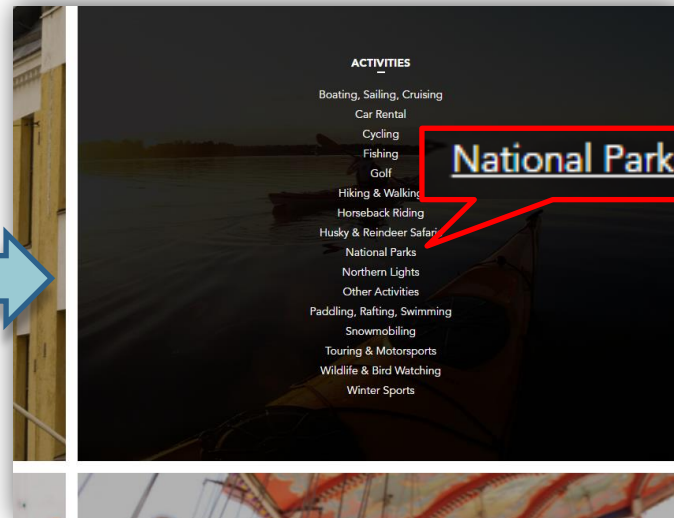 ACTIVITIES
Boating, Sailing, Cruising
Car Rental
Cycling
Fishing
Golf
Hiking & Walking
Horseback Riding
Husky & Reindeer Safaris
National Parks
Northern Lights
Other Activities
Paddling, Rafting, Swimming
Snowmobiling
Touring & Motorsports
Wildlife & Bird Watching
Winter Sports
National Park